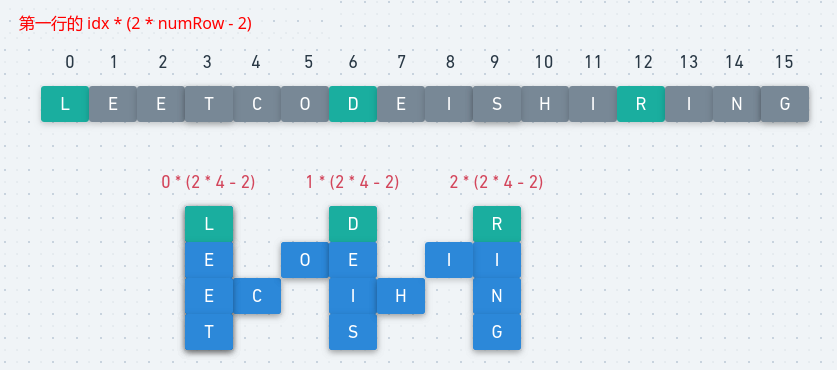 第一行的 idx * (2 * numRow - 2)
0 1 2 3 4 5 6 7 8 9 10 11 12 13 14 15
L E E T C O D E I S H I R I N G
0 * (2 * 4 - 2) 1 * (2 * 4 - 2) 2 * (2 * 4 - 2)
L D R
E O E I I
E C I H N
T S G